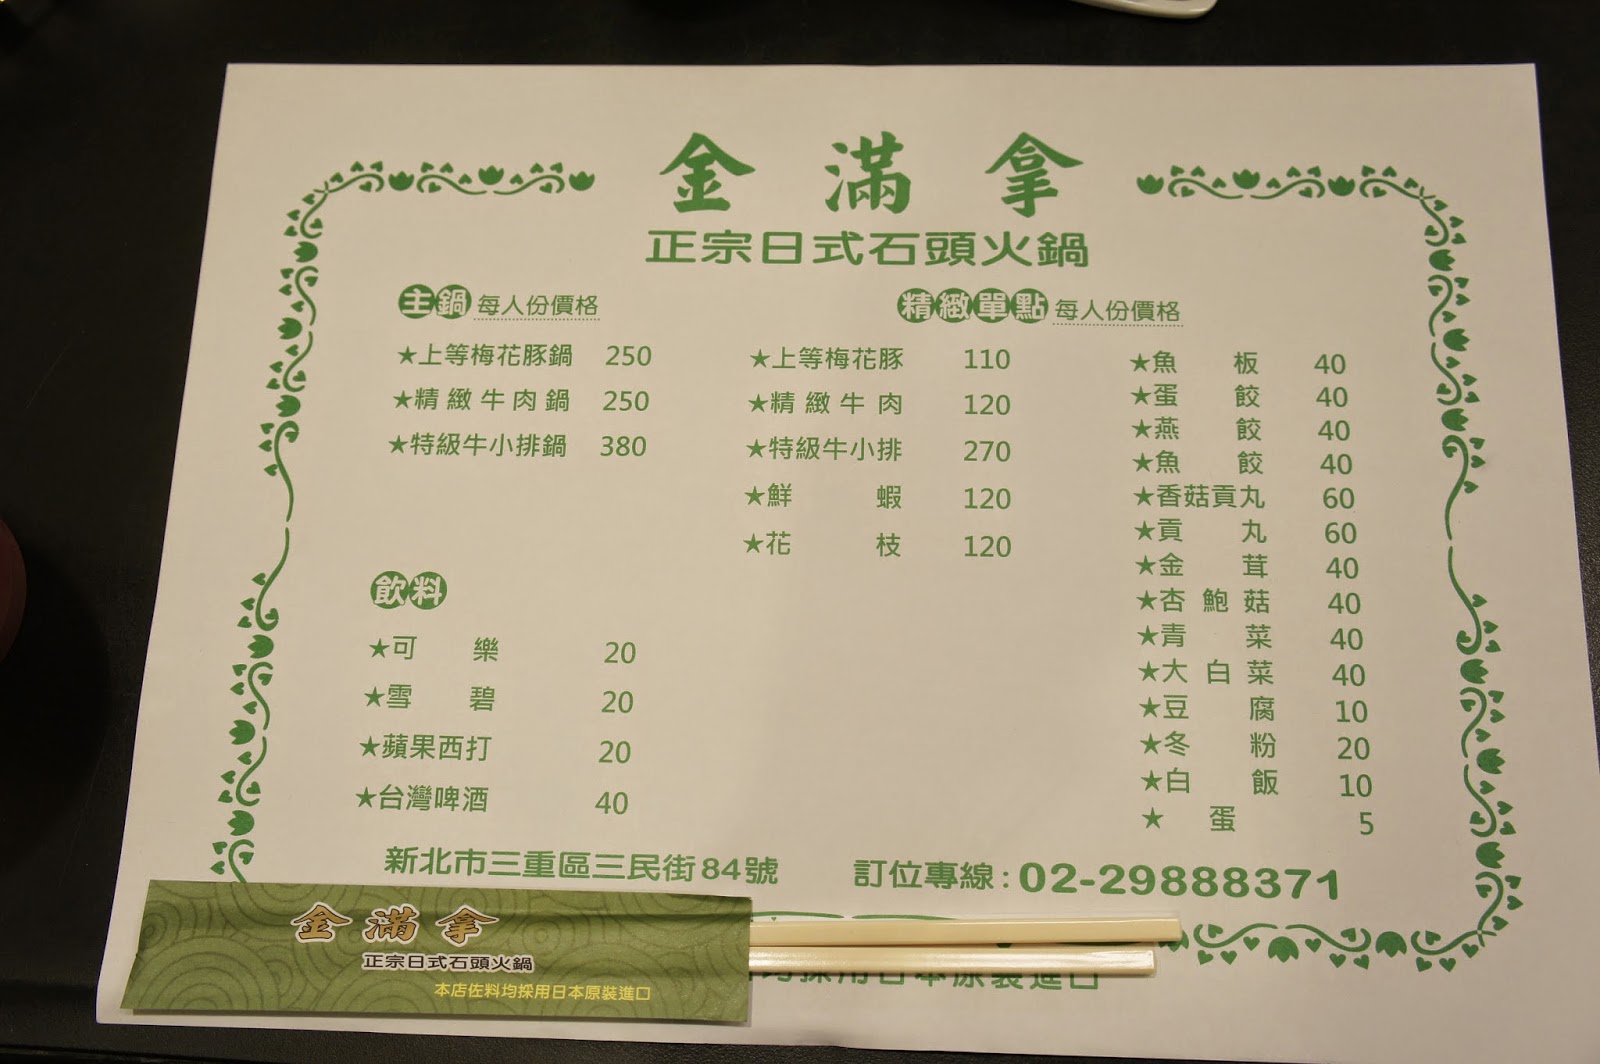 金滿拿
正宗日式石頭火鍋
主鍋 每人份價格
★上等梅花豚鍋 250
★精緻牛肉鍋 250
★特級牛小排鍋 380
飲料
★可樂 20
★雪碧 20
★蘋果西打 20
★台灣啤酒 40
精緻單點 每人份價格
★上等梅花豚 110
★精緻牛肉 120
★特級牛小排 270
★鮮蝦 120
★花枝 120
★魚板 40
★蛋餃 40
★燕餃 40
★魚餃 40
★香菇貢丸 60
★貢丸 60
★金茸 40
★杏鮑菇 40
★青菜 40
★大白菜 40
★豆腐 10
★冬粉 20
★白飯 10
★蛋 5
新北市三重區三民街84號 訂位專線:02-29888371
均採用日本原裝進口
金滿拿
正宗日式石頭火鍋
本店佐料均採用日本原裝進口